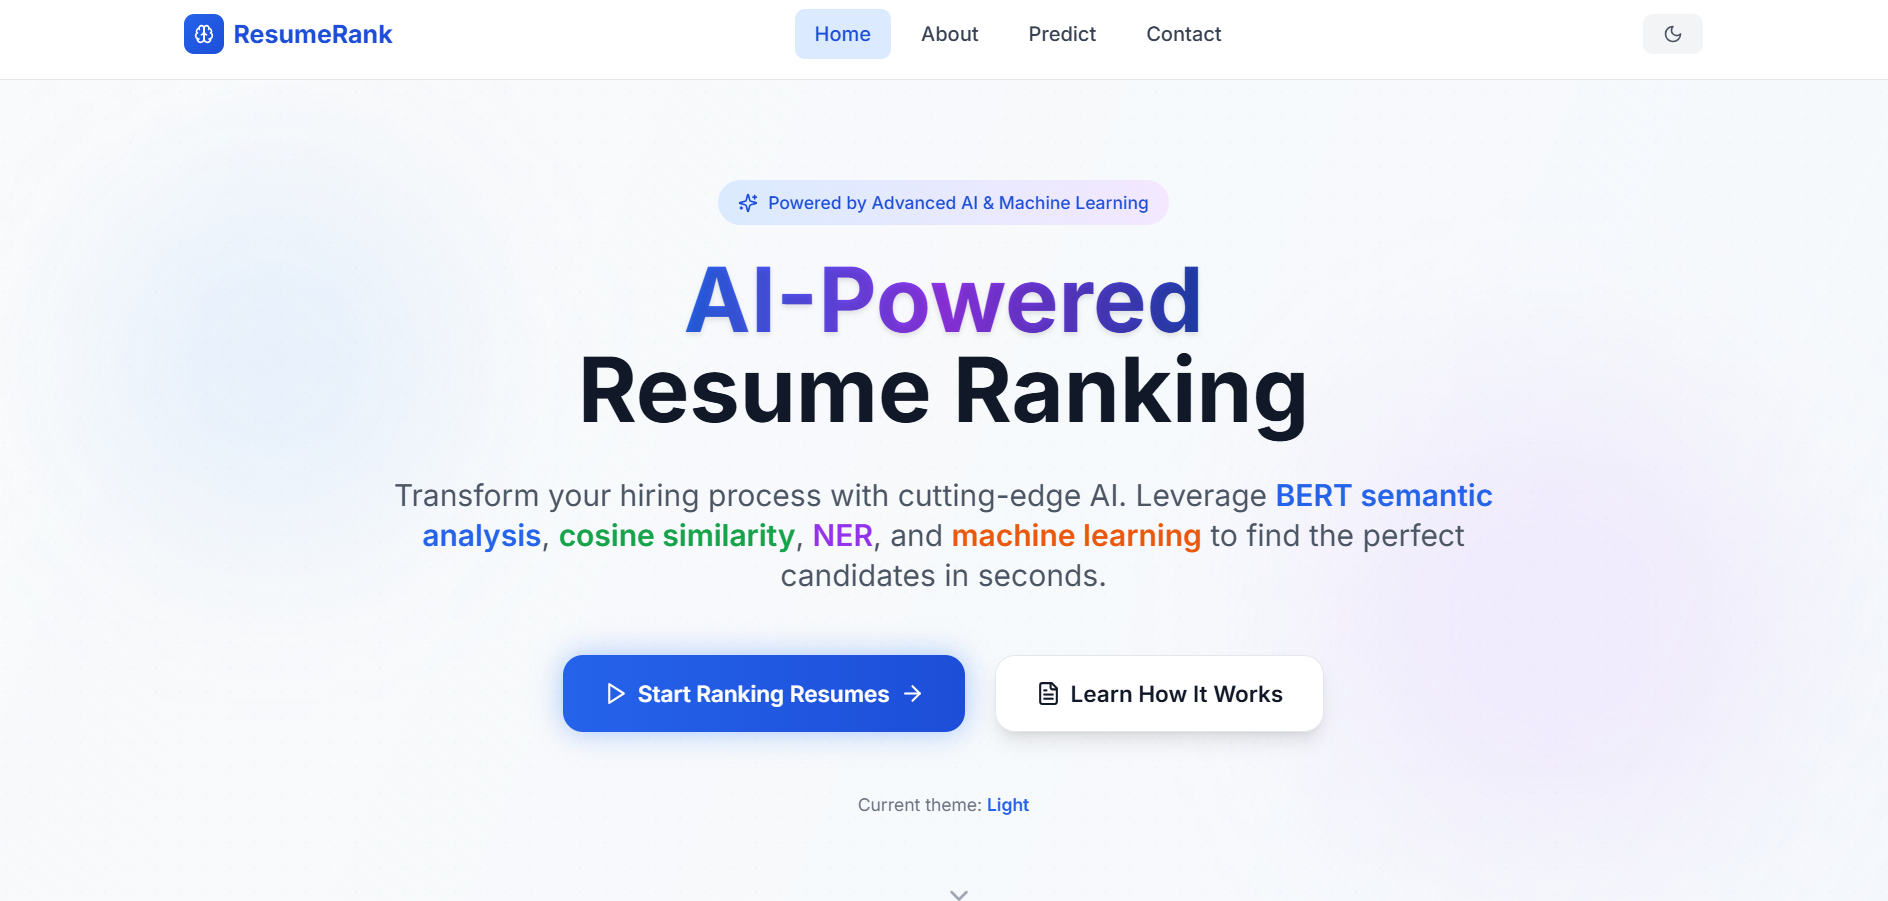 ResumeRank
Home
About
Predict
Contact
Powered by Advanced AI & Machine Learning
AI-Powered
Resume Ranking
Transform your hiring process with cutting-edge AI. Leverage BERT semantic
analysis, cosine similarity, NER, and machine learning to find the perfect
candidates in seconds.
Start Ranking Resumes
Learn How It Works
Current theme: Light